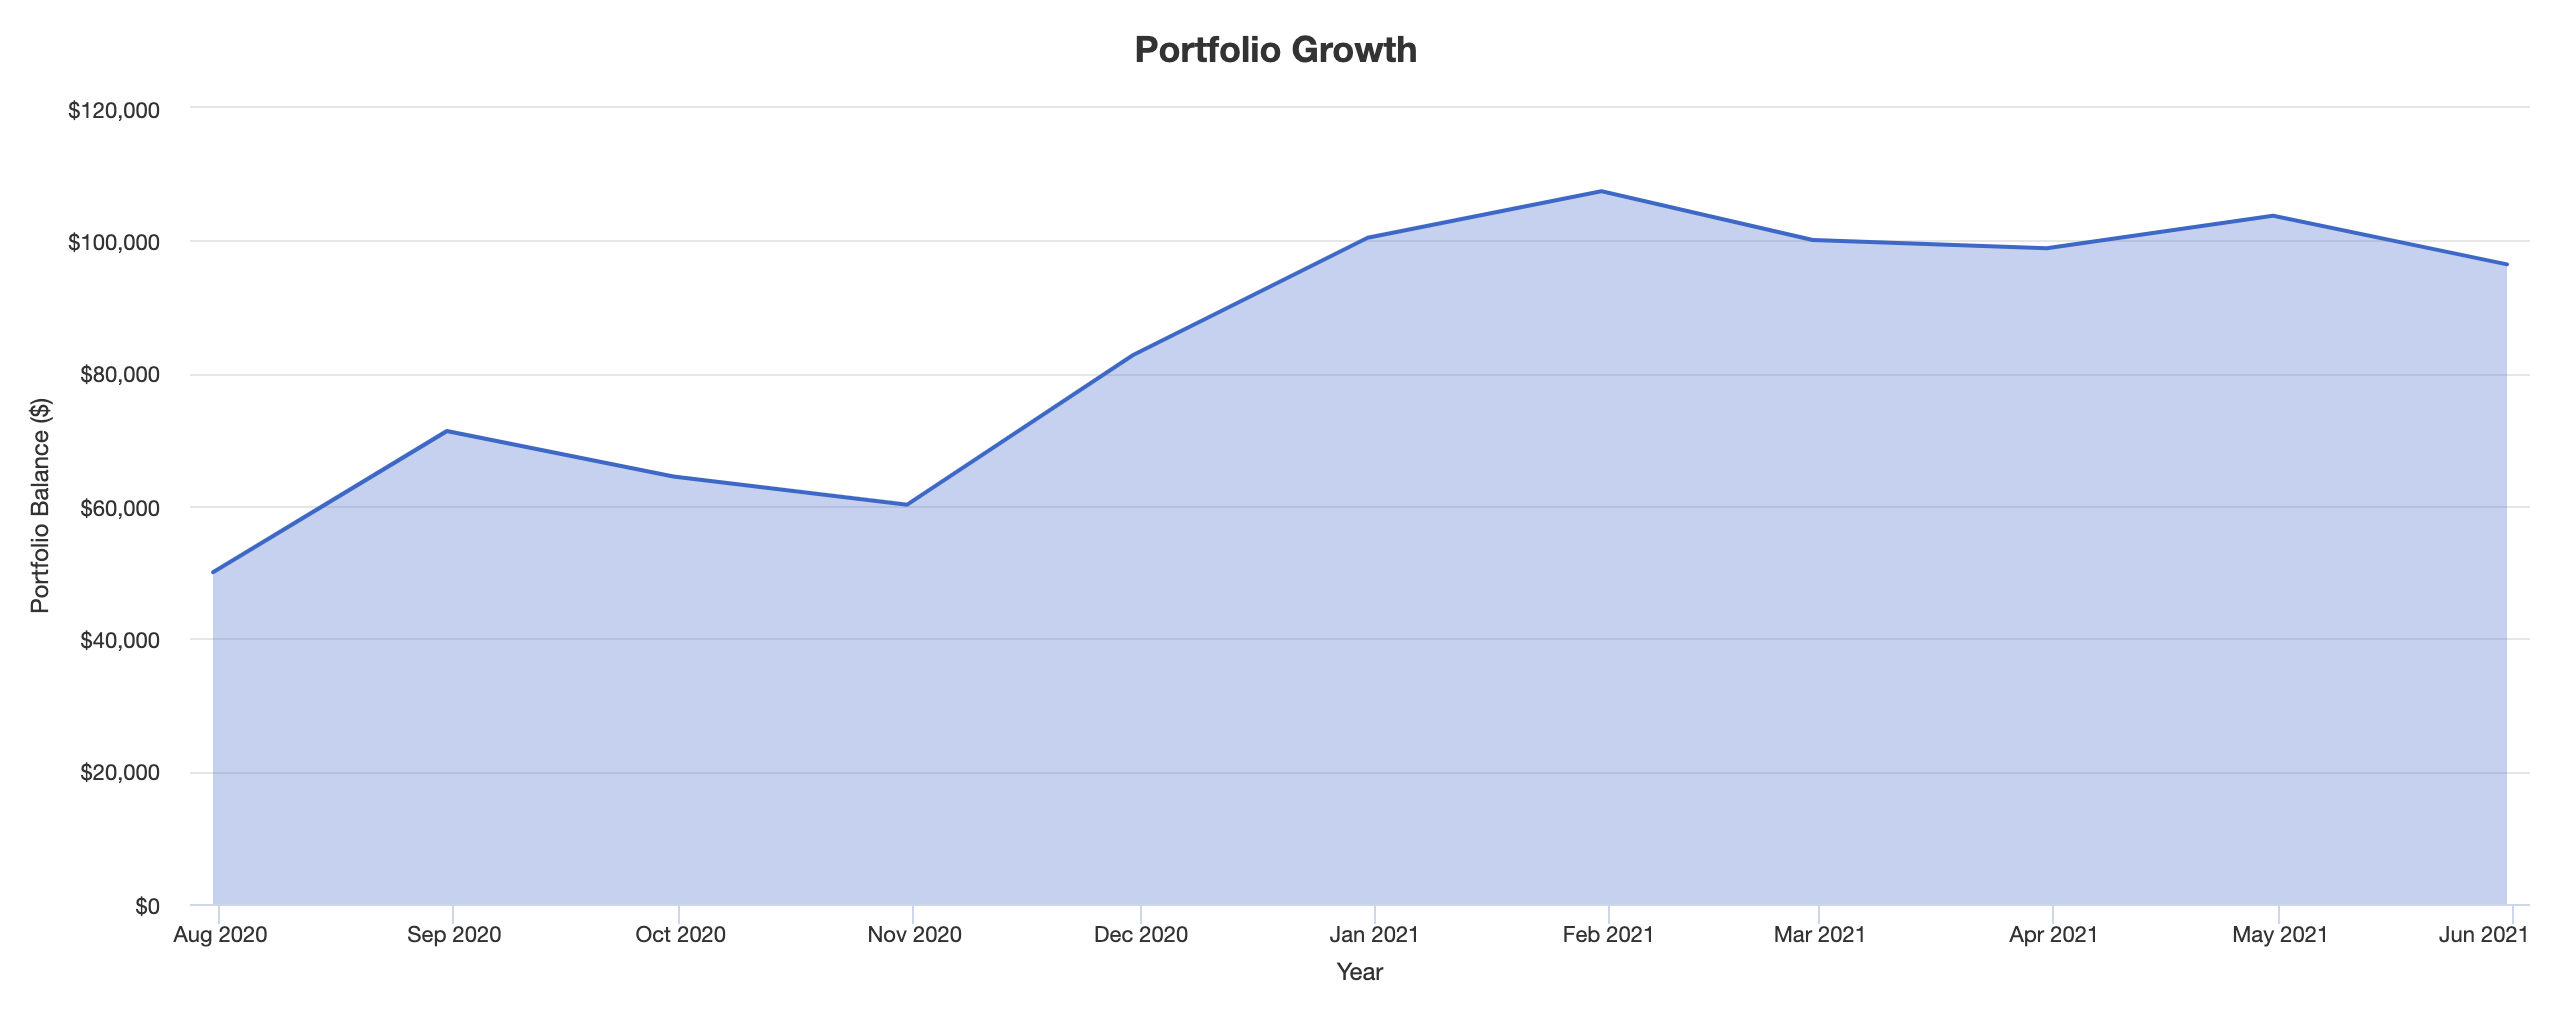 Portfolio Growth
$120,000
$100,000
$80,000
$60,000
$40,000
$20,000
$0
Portfolio Balance ($)
Aug 2020 Sep 2020 Oct 2020 Nov 2020 Dec 2020 Jan 2021 Feb 2021 Mar 2021 Apr 2021 May 2021 Jun 2021
Year